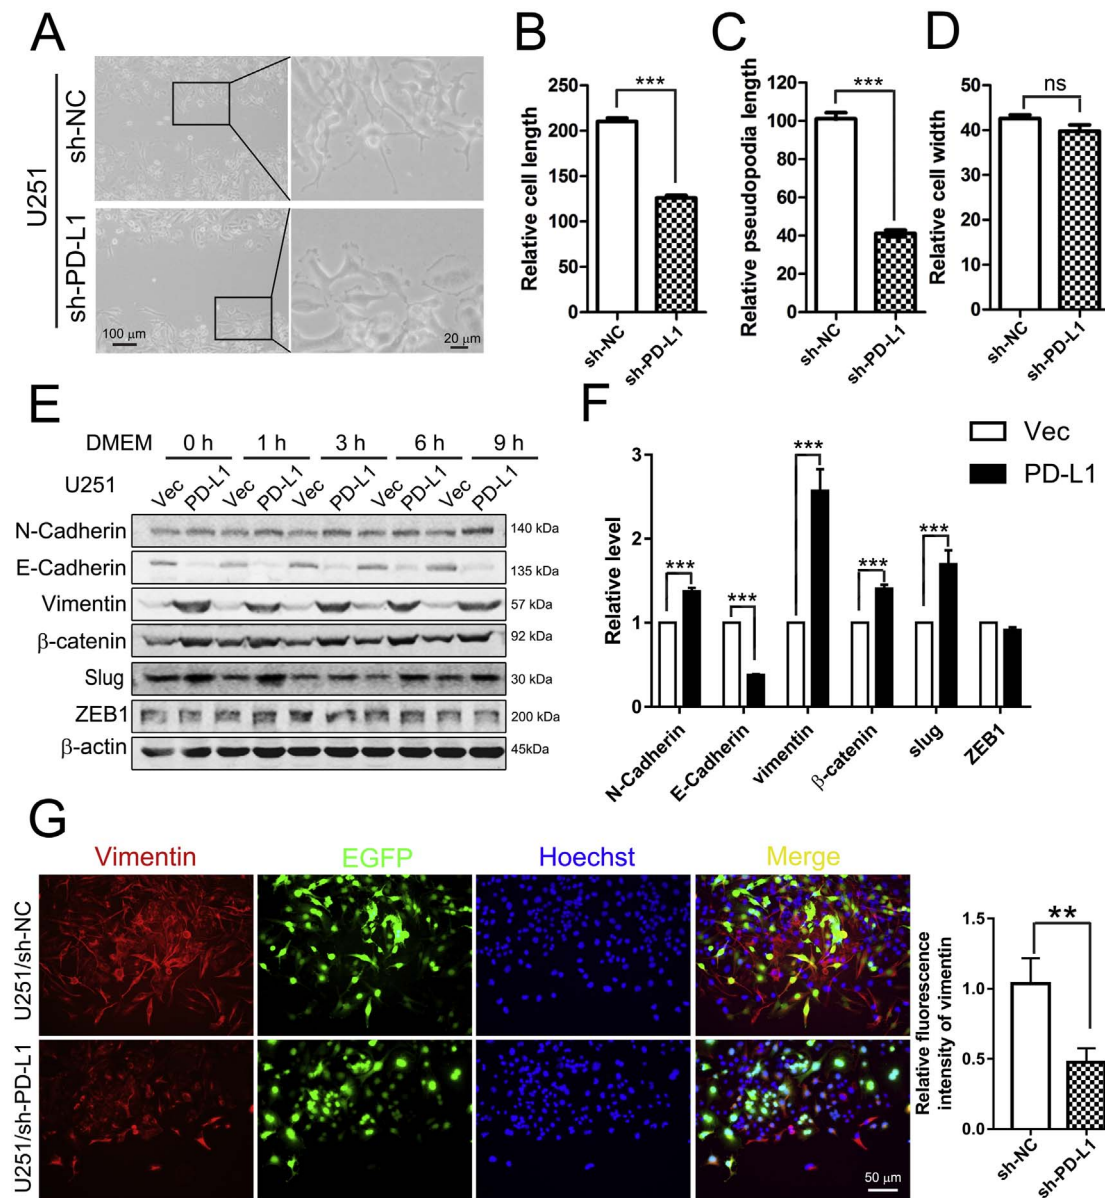 A
U251
sh-NC
sh-PD-L1
100 μm
20 μm
B
Relative cell length
250
200
150
100
50
0
***
sh-NC
sh-PD-L1
C
Relative pseudopodia length
120
100
80
60
40
20
0
***
sh-NC
sh-PD-L1
D
Relative cell width
50
40
30
20
10
0
ns
sh-NC
sh-PD-L1
E
DMEM 0 h 1 h 3 h 6 h 9 h
U251 Vec PD-L1 Vec PD-L1 Vec PD-L1 Vec PD-L1 Vec PD-L1
N-Cadherin 140 kDa
E-Cadherin 135 kDa
Vimentin 57 kDa
β-catenin 92 kDa
Slug 30 kDa
ZEB1 200 kDa
β-actin 45kDa
F
Vec
PD-L1
Relative level
3
2
1
0
***
***
***
***
***
N-Cadherin
E-Cadherin
vimentin
β-catenin
slug
ZEB1
G
Vimentin EGFP Hoechst Merge
U251/sh-NC
U251/sh-PD-L1
50 μm
Relative fluorescence
intensity of vimentin
1.5
1.0
0.5
0.0
**
sh-NC
sh-PD-L1